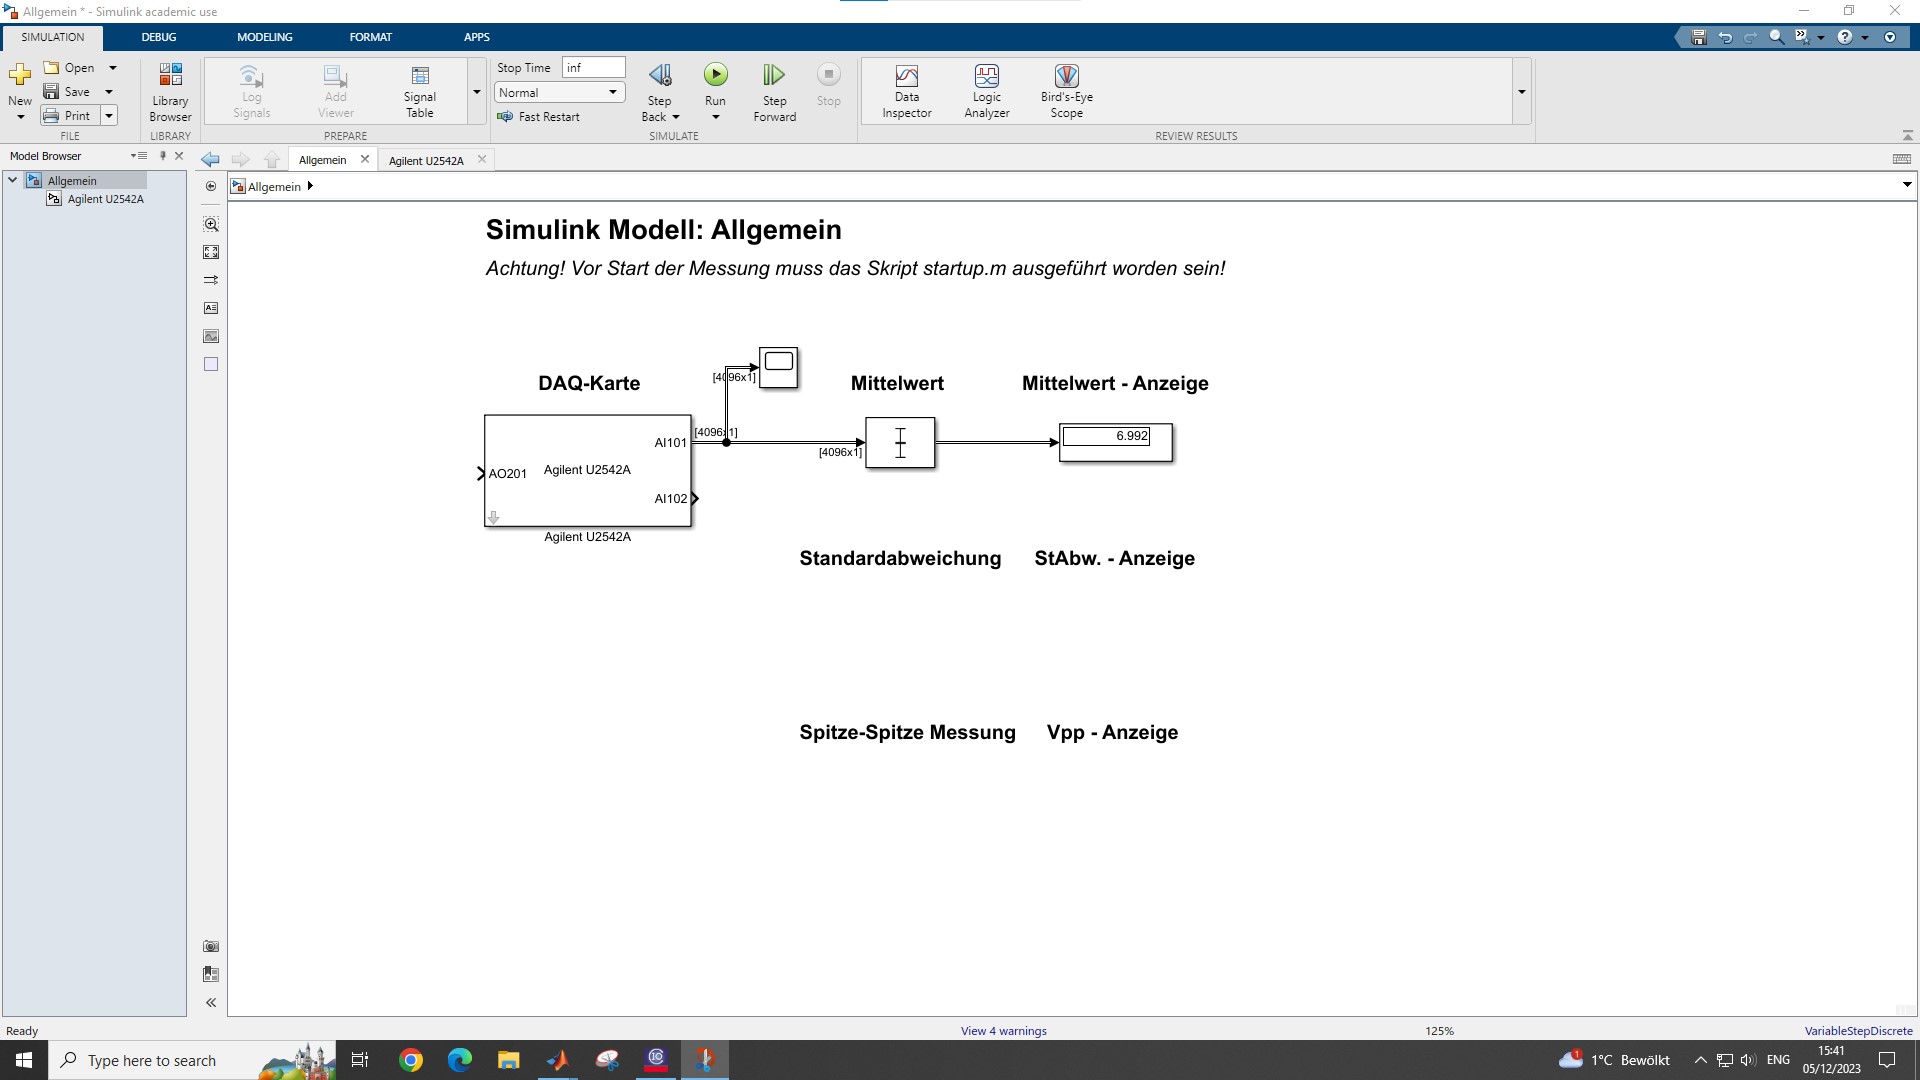 Allgemein * - Simulink academic use
SIMULATION DEBUG MODELING FORMAT APPS
New
Open
Save
Print
FILE
Library Browser
LIBRARY
Log Signals
Add Viewer
Signal Table
PREPARE
Stop Time inf
Normal
Fast Restart
Step Back
Run
Step Forward
Stop
SIMULATE
Data Inspector
Logic Analyzer
Bird's-Eye Scope
REVIEW RESULTS
Model Browser
Allgemein
Agilent U2542A
Allgemein Agilent U2542A
Allgemein
Simulink Modell: Allgemein
Achtung! Vor Start der Messung muss das Skript startup.m ausgeführt worden sein!
DAQ-Karte
[4096x1]
Mittelwert
Mittelwert - Anzeige
AI101
[4096x1]
[4096x1]
6.992
AO201
Agilent U2542A
AI102
Agilent U2542A
Standardabweichung
StAbw. - Anzeige
Spitze-Spitze Messung
Vpp - Anzeige
Ready
View 4 warnings
125%
VariableStepDiscrete
Type here to search
1°C Bewölkt
ENG
15:41
05/12/2023